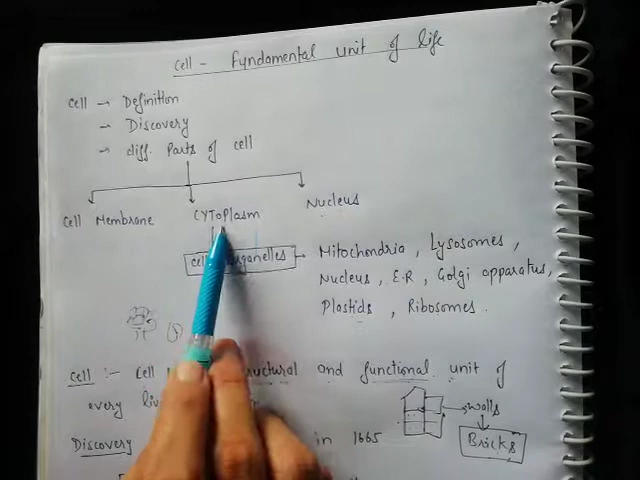 Cell - Fundamental unit of life
Cell → Definition
→ Discovery
→ diff. Parts of cell
Cell Membrane
CYToPlasm
Nucleus
cell organelles → Mitochondria, Lysosomes,
Nucleus, E.R, Golgi apparatus,
Plastids, Ribosomes.
Cell :- Cell structural and functional unit of
every
walls
Bricks
Discovery in 1665